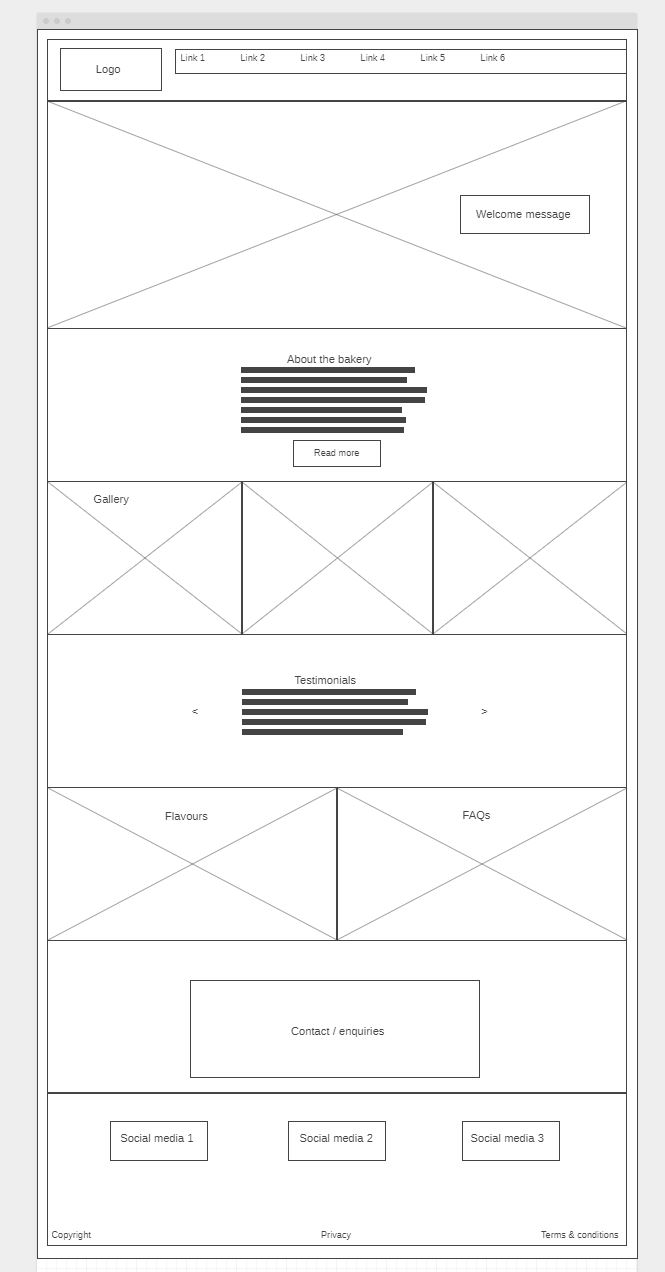 Logo
Link 1 Link 2 Link 3 Link 4 Link 5 Link 6
Welcome message
About the bakery
Read more
Gallery
Testimonials
< >
Flavours
FAQs
Contact / enquiries
Social media 1 Social media 2 Social media 3
Copyright Privacy Terms & conditions